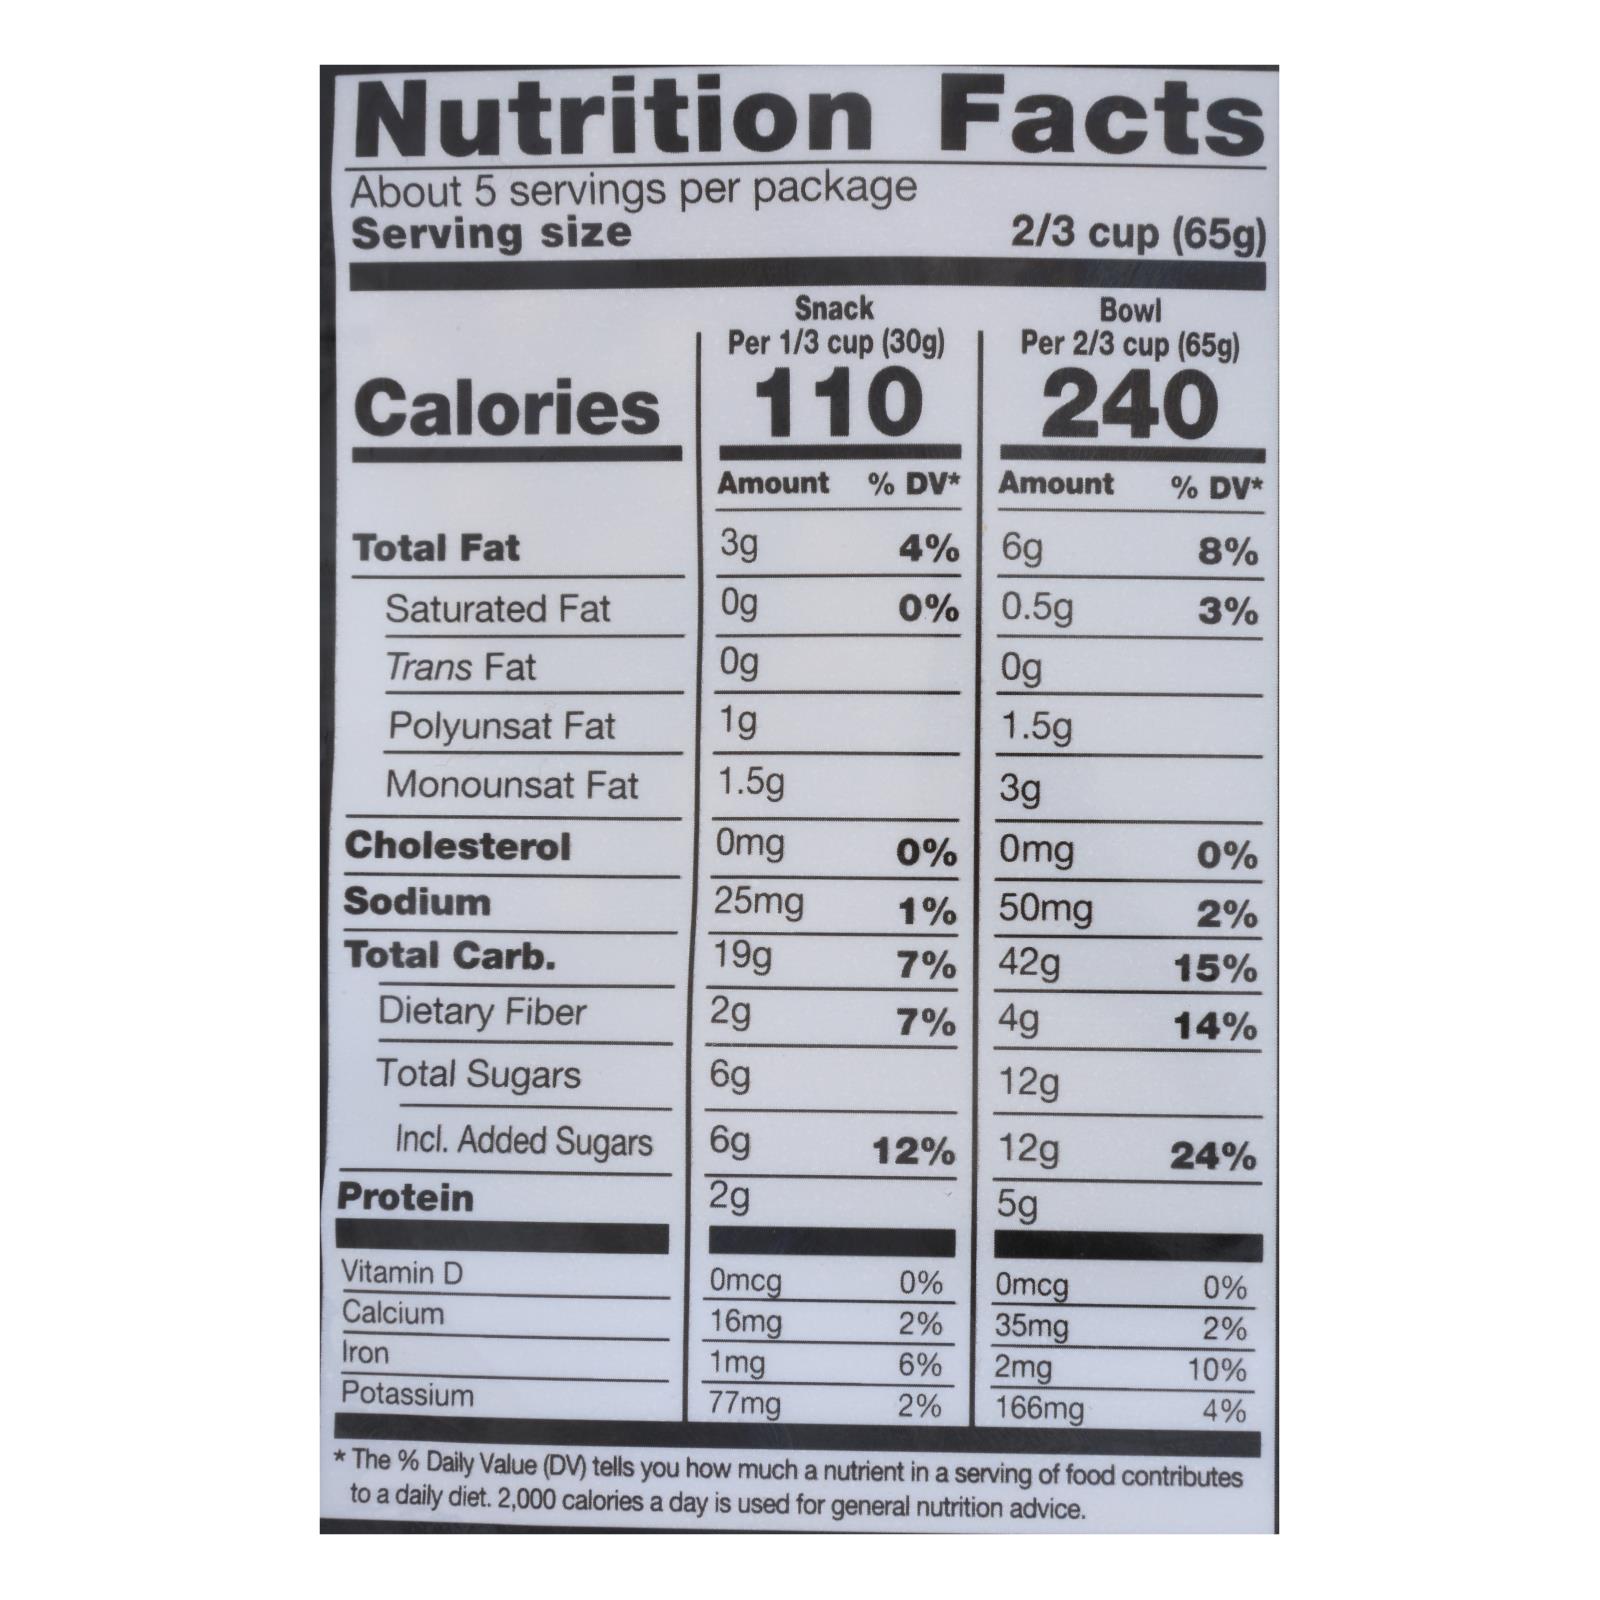 Nutrition Facts
About 5 servings per package
Serving size 2/3 cup (65g)
Snack Bowl
Per 1/3 cup (30g) Per 2/3 cup (65g)
Calories 110 240
Amount % DV* Amount % DV*
Total Fat 3g 4% 6g 8%
Saturated Fat 0g 0% 0.5g 3%
Trans Fat 0g 0g
Polyunsat Fat 1g 1.5g
Monounsat Fat 1.5g 3g
Cholesterol 0mg 0% 0mg 0%
Sodium 25mg 1% 50mg 2%
Total Carb. 19g 7% 42g 15%
Dietary Fiber 2g 7% 4g 14%
Total Sugars 6g 12g
Incl. Added Sugars 6g 12% 12g 24%
Protein 2g 5g
Vitamin D 0mcg 0% 0mcg 0%
Calcium 16mg 2% 35mg 2%
Iron 1mg 6% 2mg 10%
Potassium 77mg 2% 166mg 4%
* The % Daily Value (DV) tells you how much a nutrient in a serving of food contributes
to a daily diet. 2,000 calories a day is used for general nutrition advice.